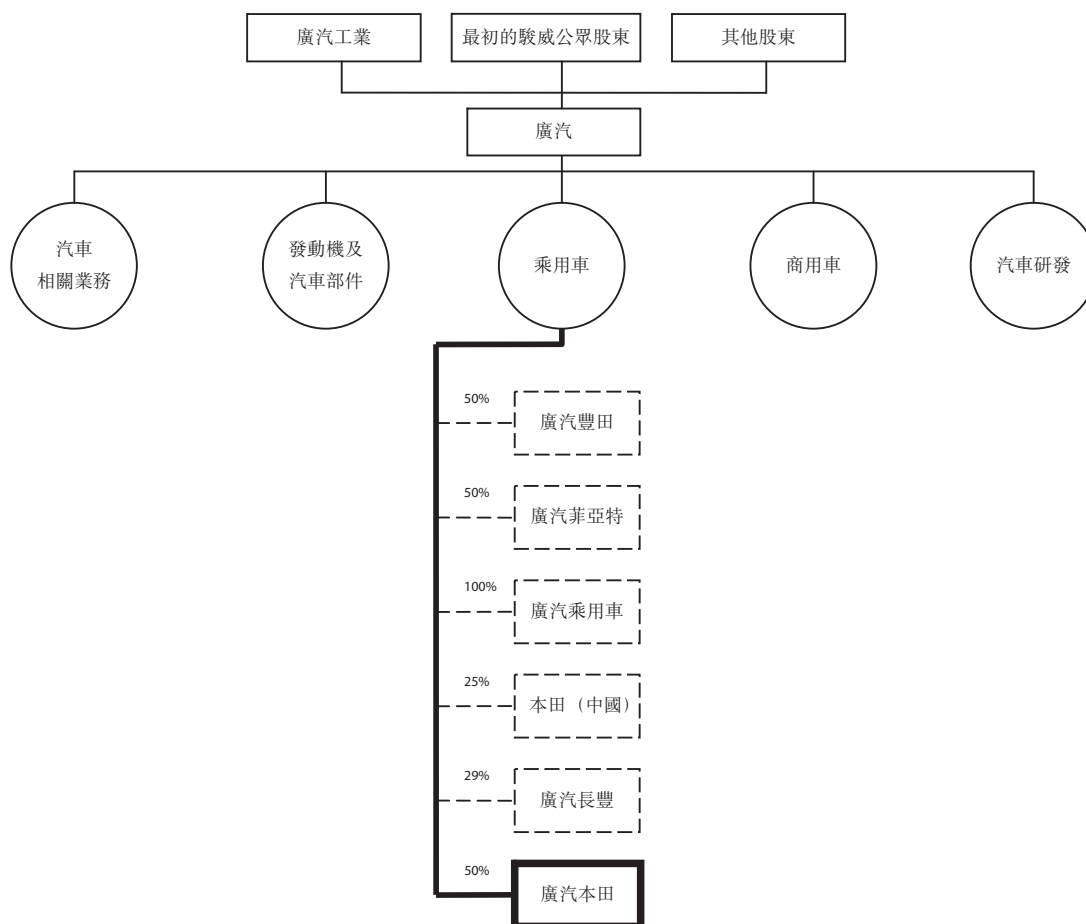 廣汽工業
最初的駿威公眾股東
其他股東
廣汽
汽車
相關業務
發動機及
汽車部件
乘用車
商用車
汽車研發
50%
廣汽豐田
50%
廣汽菲亞特
100%
廣汽乘用車
25%
本田（中國）
29%
廣汽長豐
50%
廣汽本田